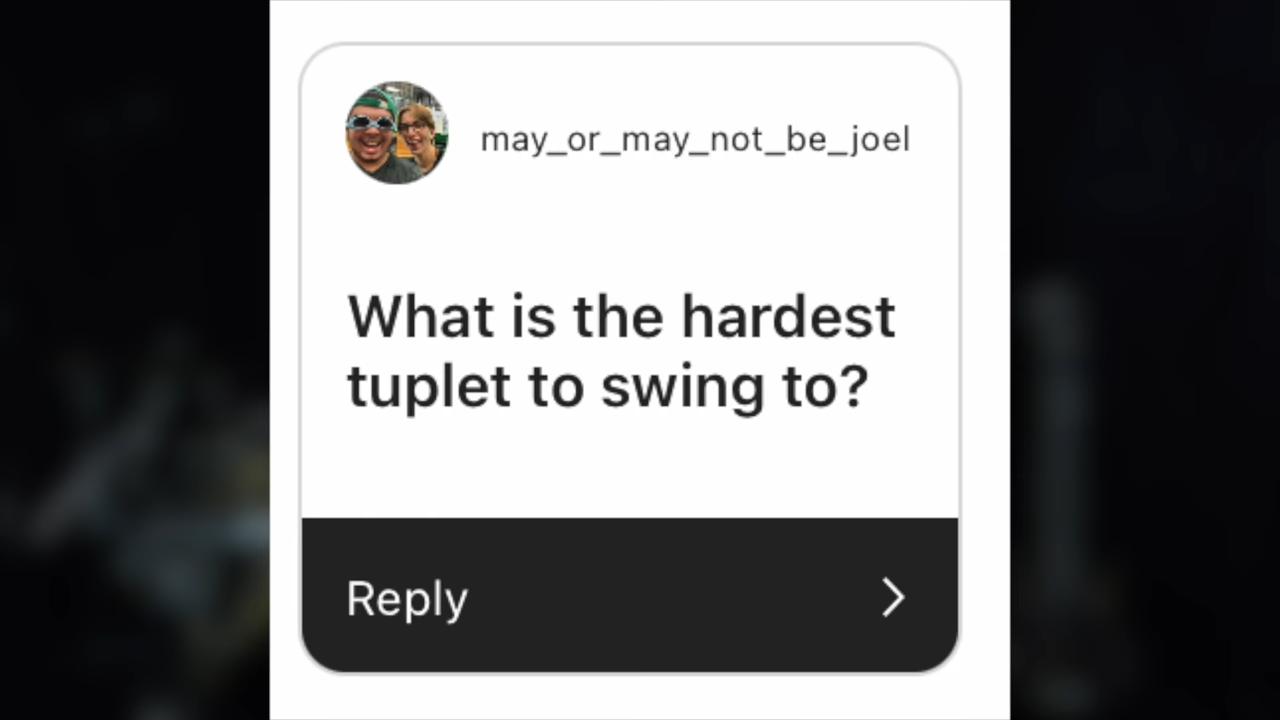 may_or_may_not_be_joel
What is the hardest
tuplet to swing to?
Reply